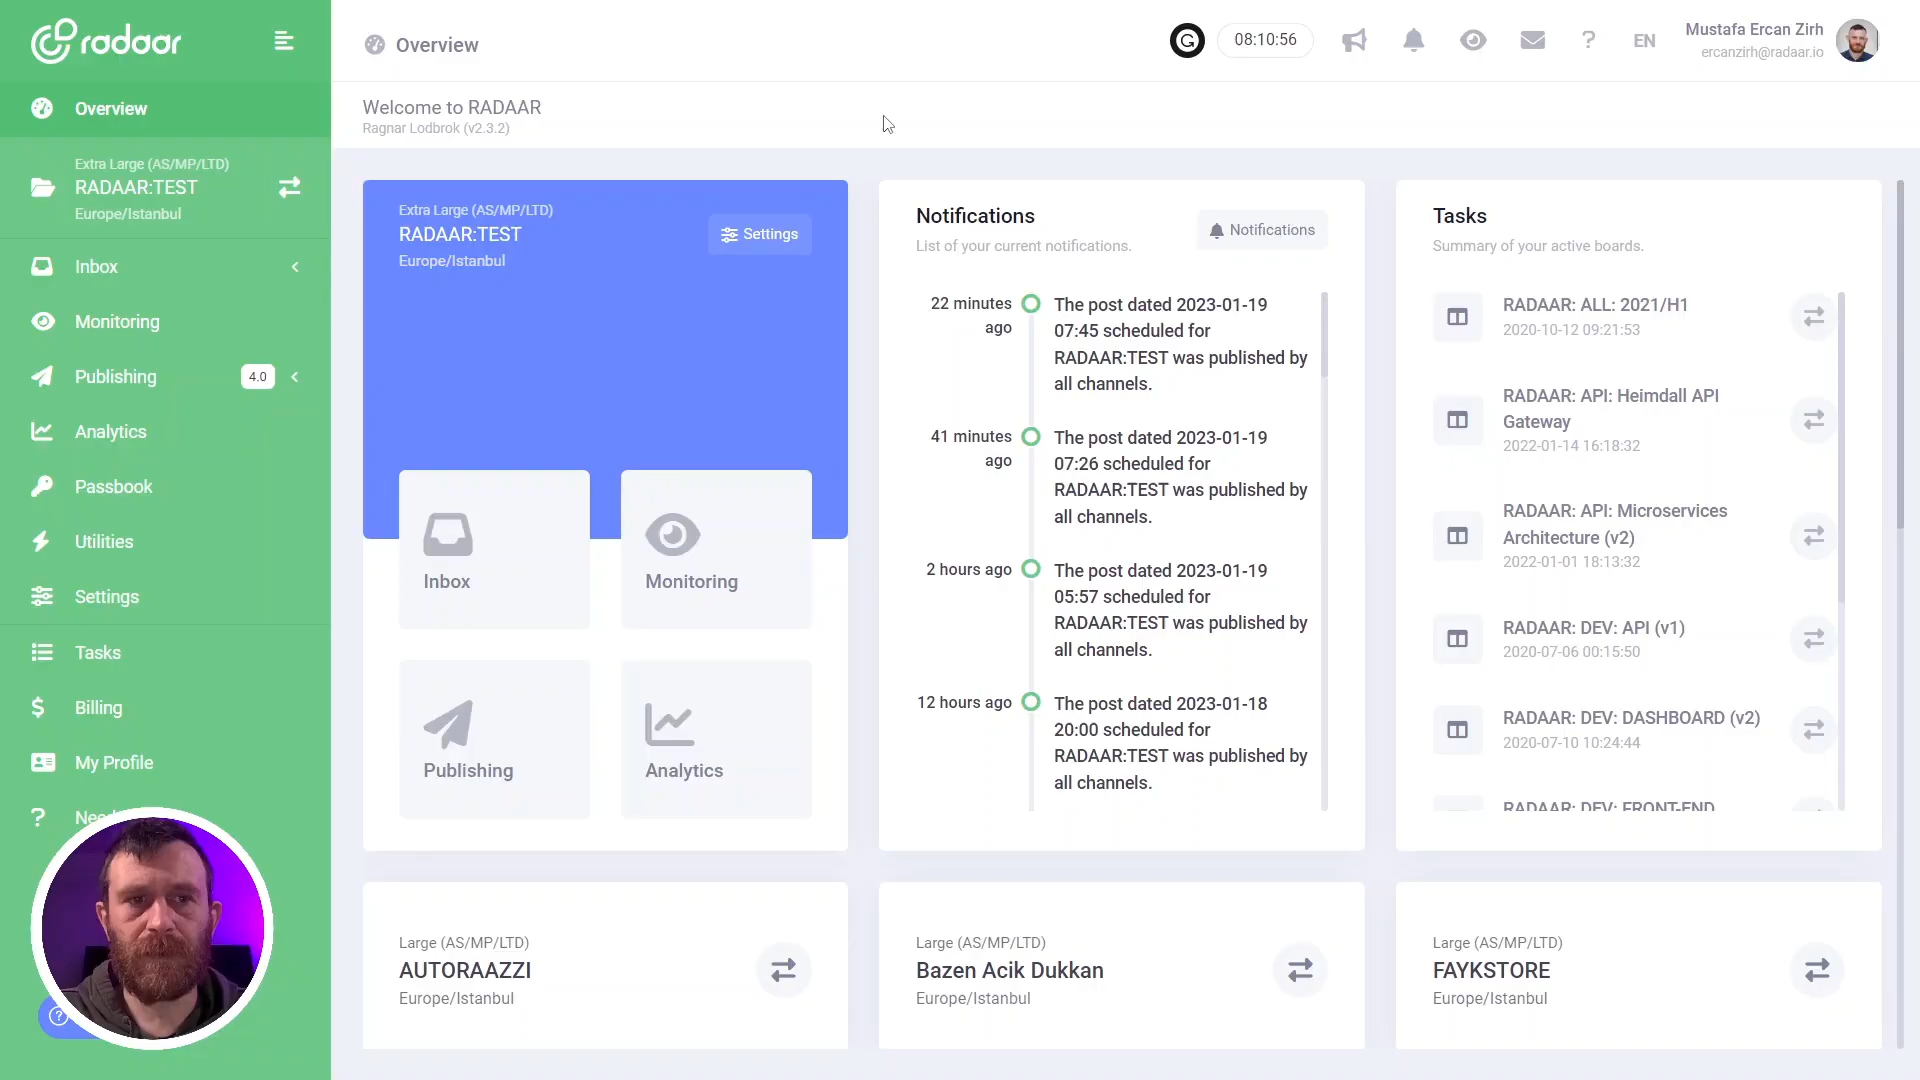 radaar
Overview
Extra Large (AS/MP/LTD)
RADAAR:TEST
Europe/Istanbul
Inbox
Monitoring
Publishing
4.0
Analytics
Passbook
Utilities
Settings
Tasks
Billing
My Profile
?
?
Overview
G
08:10:56
?
EN
Mustafa Ercan Zirh
ercanzirh@radaar.io
Welcome to RADAAR
Ragnar Lodbrok (v2.3.2)
Extra Large (AS/MP/LTD)
RADAAR:TEST
Europe/Istanbul
Settings
Inbox
Monitoring
Publishing
Analytics
Notifications
List of your current notifications.
Notifications
22 minutes
ago
The post dated 2023-01-19
07:45 scheduled for
RADAAR:TEST was published by
all channels.
41 minutes
ago
The post dated 2023-01-19
07:26 scheduled for
RADAAR:TEST was published by
all channels.
2 hours ago
The post dated 2023-01-19
05:57 scheduled for
RADAAR:TEST was published by
all channels.
12 hours ago
The post dated 2023-01-18
20:00 scheduled for
RADAAR:TEST was published by
all channels.
Tasks
Summary of your active boards.
RADAAR: ALL: 2021/H1
2020-10-12 09:21:53
RADAAR: API: Heimdall API
Gateway
2022-01-14 16:18:32
RADAAR: API: Microservices
Architecture (v2)
2022-01-01 18:13:32
RADAAR: DEV: API (v1)
2020-07-06 00:15:50
RADAAR: DEV: DASHBOARD (v2)
2020-07-10 10:24:44
RADAAR: DEV: FRONT-END
Large (AS/MP/LTD)
AUTORAAZZI
Europe/Istanbul
Large (AS/MP/LTD)
Bazen Acik Dukkan
Europe/Istanbul
Large (AS/MP/LTD)
FAYKSTORE
Europe/Istanbul